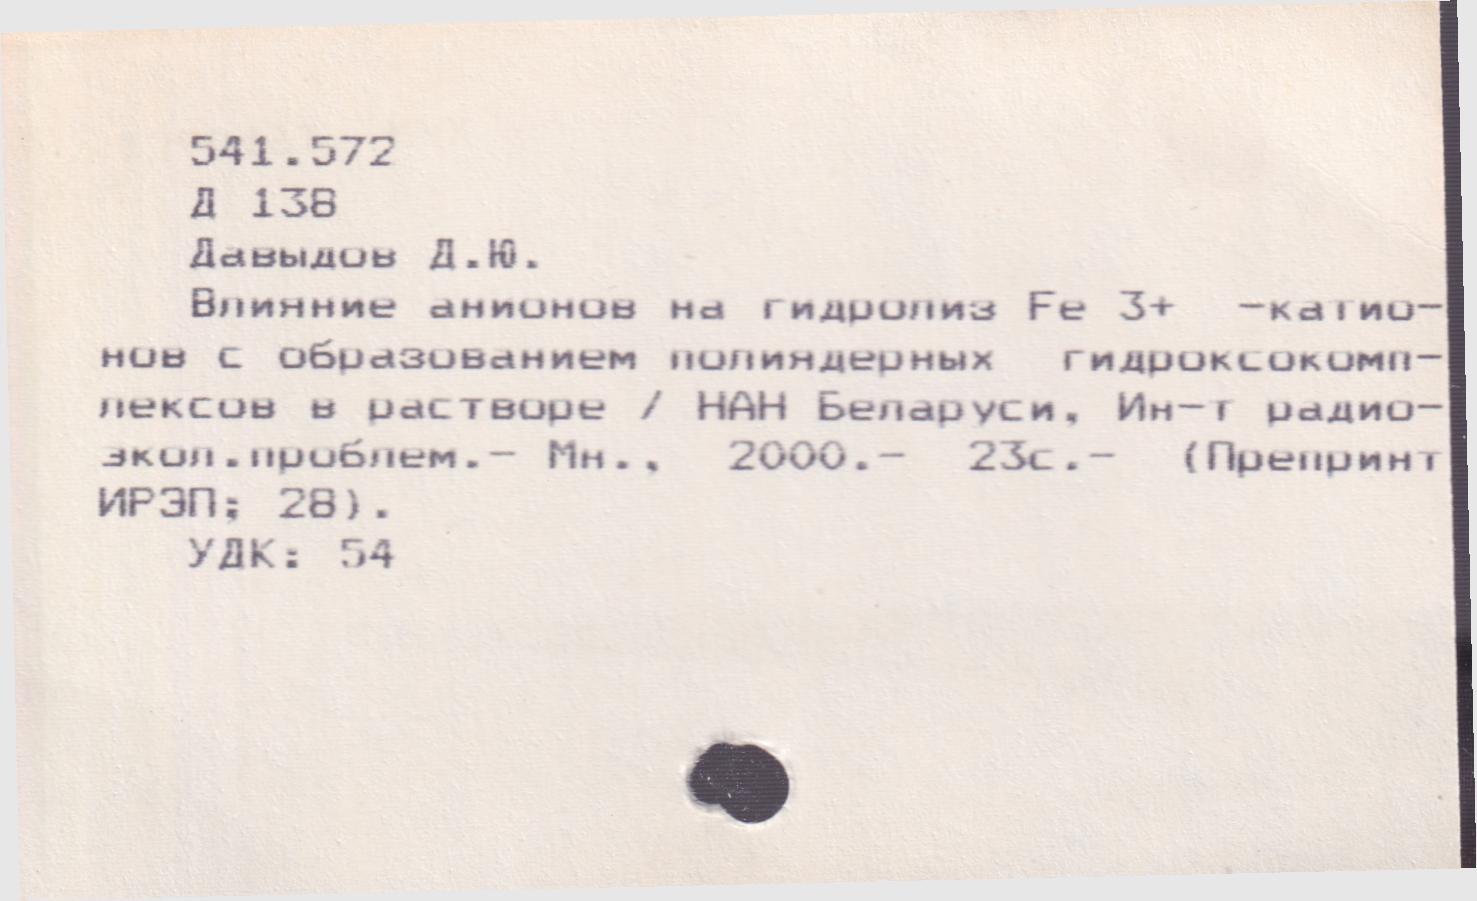 541.572
Д 138
Давыдов Д.Ю.
Влияние анионов на гидролиз Fe 3+ -катио-
нов с образованием полиядерных гидроксокомп-
лексов в растворе / НАН Беларуси, Ин-т радио-
экол.проблем.- Мн., 2000.- 23с.- (Препринт
ИРЭП; 28).
УДК: 54